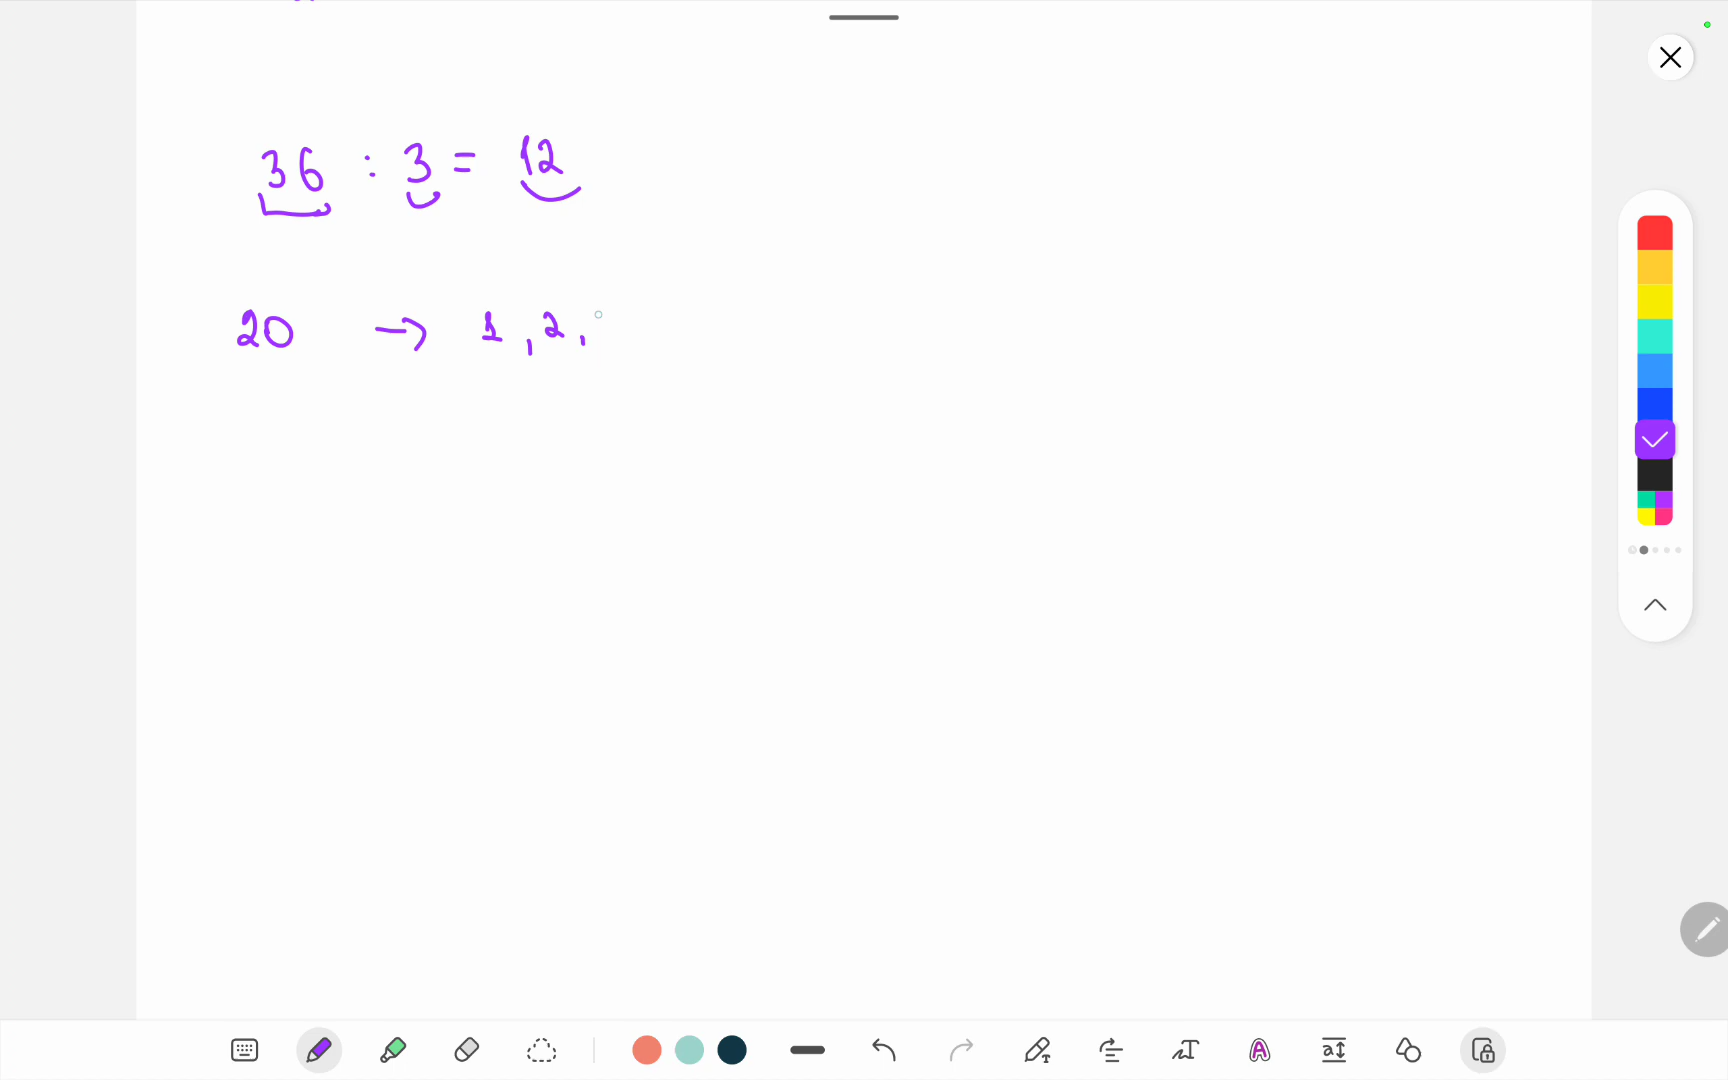 36 : 3 = 12
20 → 1, 2,